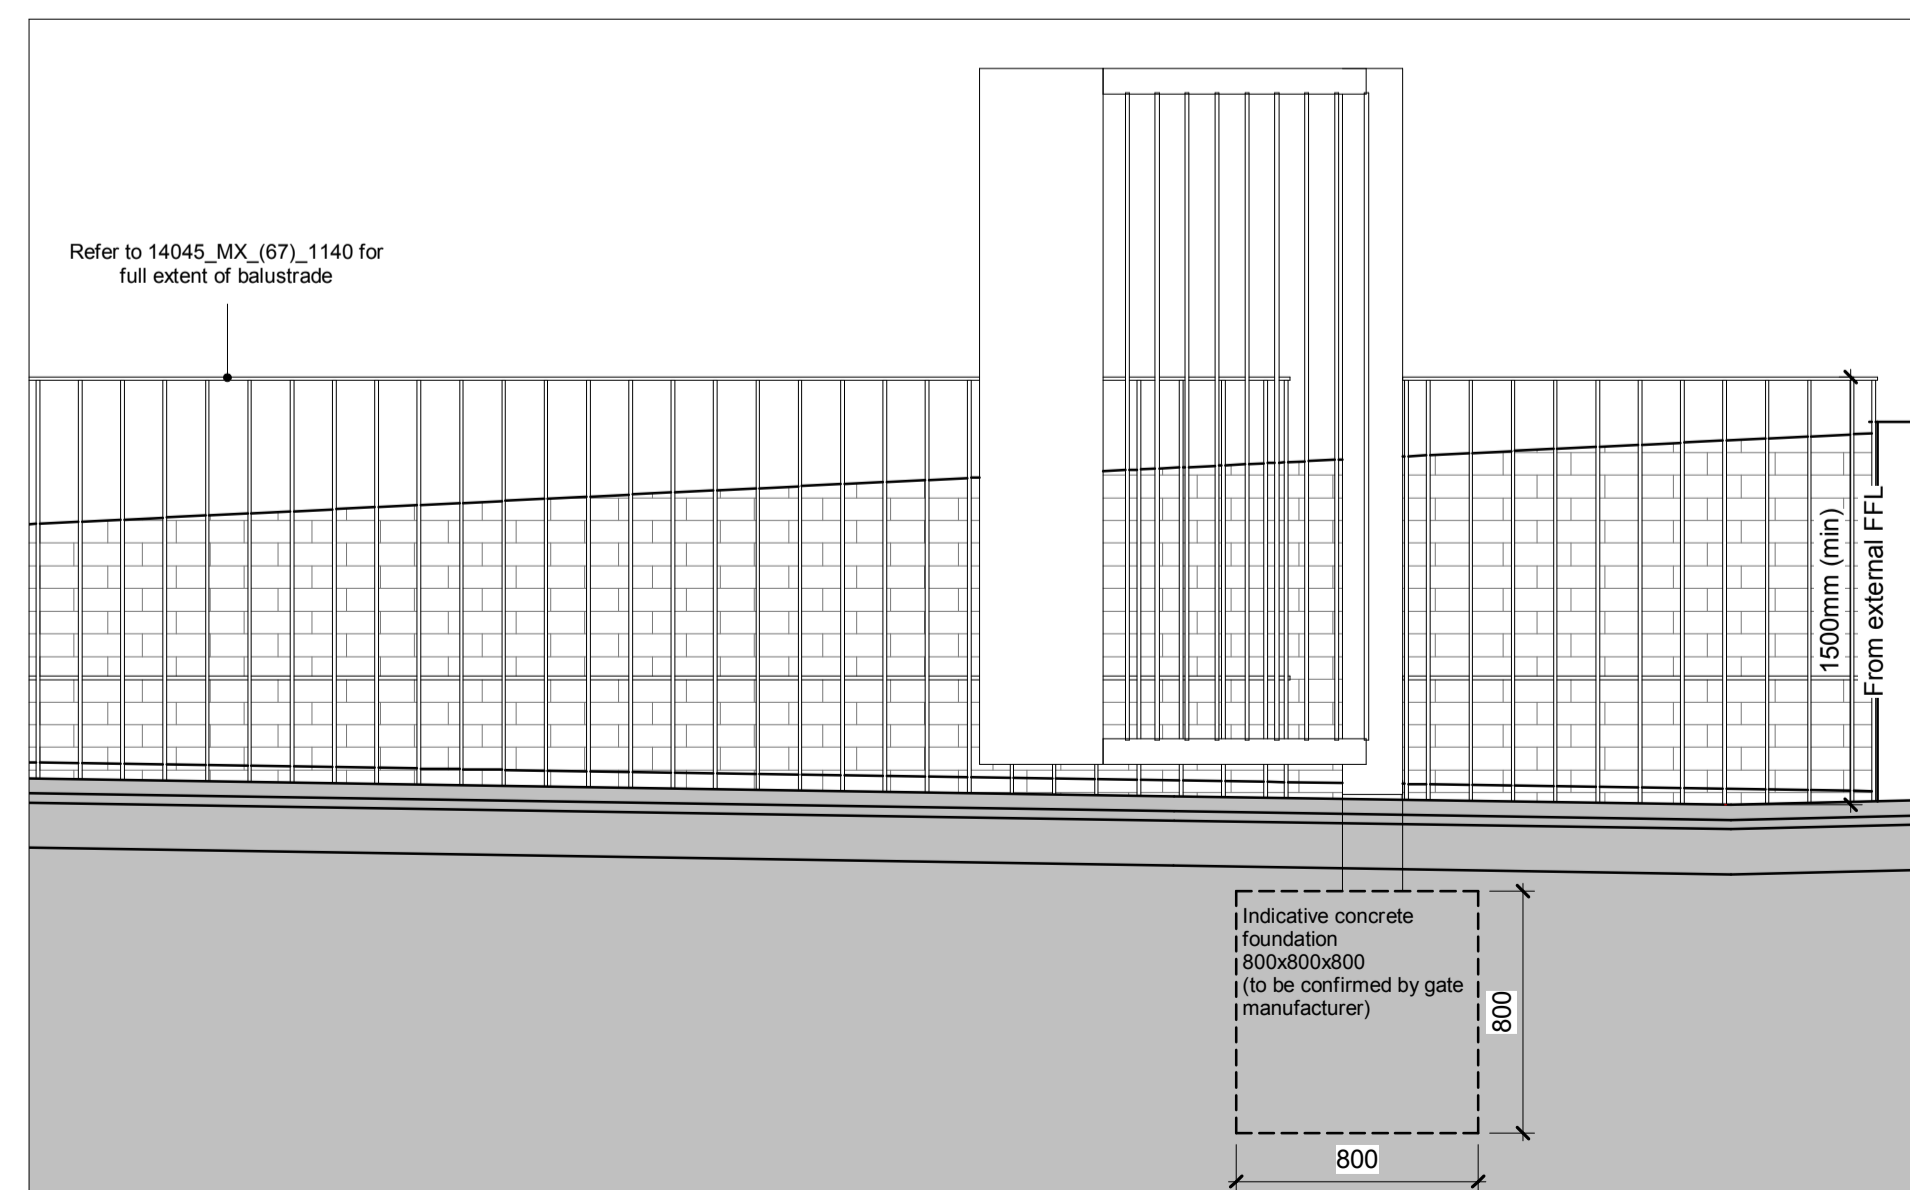 Refer to 14045_MX_(67)_1140 for
full extent of balustrade
1500mm (min)
From external FFL
Indicative concrete
foundation
800x800x800
(to be confirmed by gate
manufacturer)
800
800